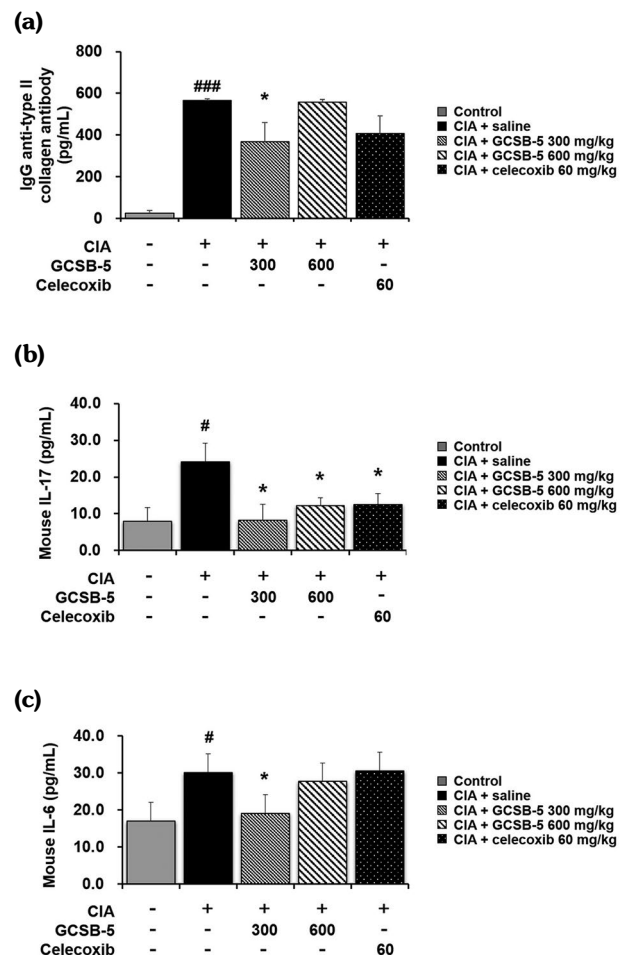 (a)
IgG anti-type II
collagen antibody
(pg/mL)
800
600
400
200
0
###
*
Control
CIA + saline
CIA + GCSB-5 300 mg/kg
CIA + GCSB-5 600 mg/kg
CIA + celecoxib 60 mg/kg
CIA - + + + +
GCSB-5 - - 300 600 -
Celecoxib - - - - 60
(b)
Mouse IL-17 (pg/mL)
40.0
30.0
20.0
10.0
0.0
#
* * *
Control
CIA + saline
CIA + GCSB-5 300 mg/kg
CIA + GCSB-5 600 mg/kg
CIA + celecoxib 60 mg/kg
CIA - + + + +
GCSB-5 - - 300 600 -
Celecoxib - - - - 60
(c)
Mouse IL-6 (pg/mL)
40.0
30.0
20.0
10.0
0.0
#
*
Control
CIA + saline
CIA + GCSB-5 300 mg/kg
CIA + GCSB-5 600 mg/kg
CIA + celecoxib 60 mg/kg
CIA - + + + +
GCSB-5 - - 300 600 -
Celecoxib - - - - 60